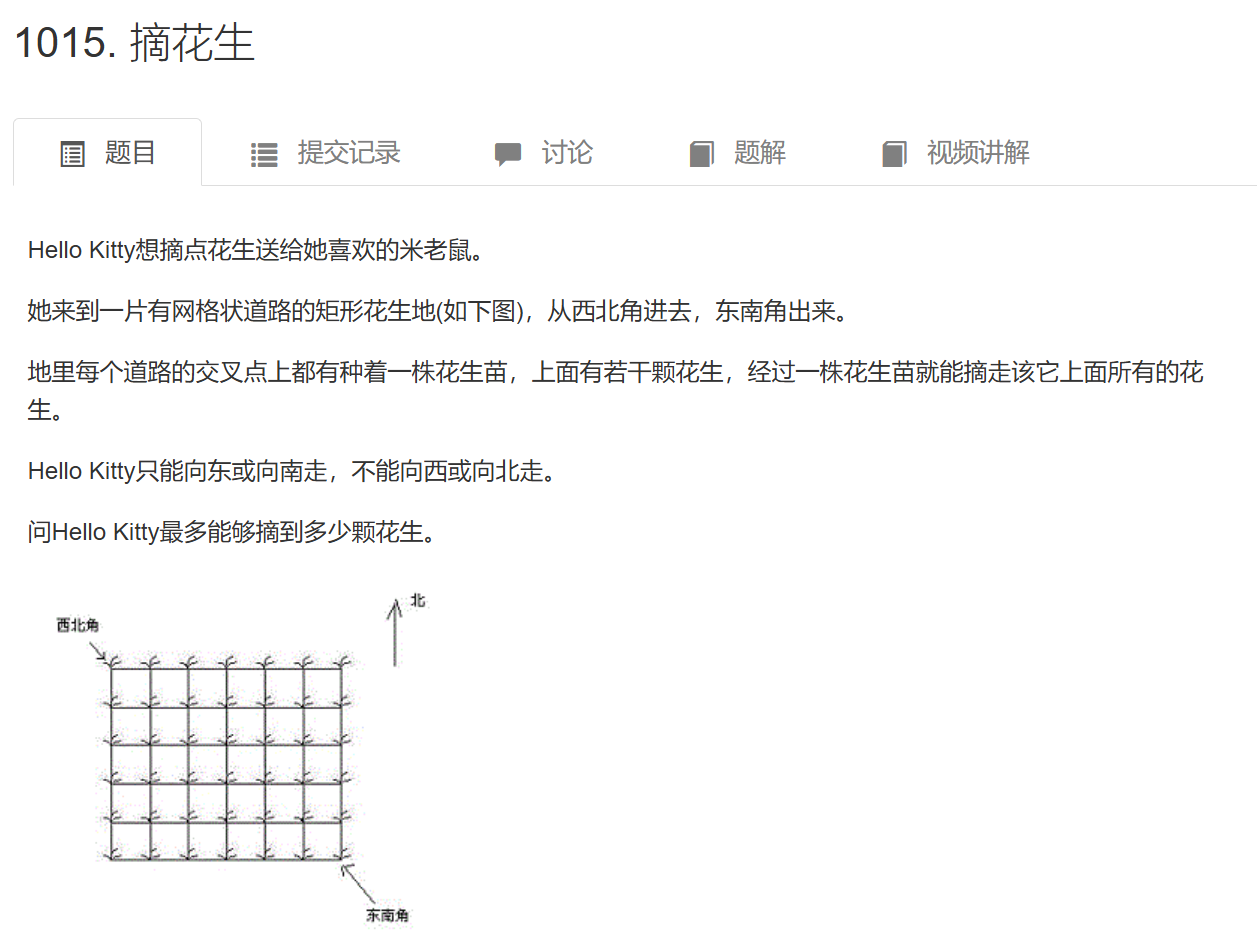 1015. 摘花生
题目 提交记录 讨论 题解 视频讲解
Hello Kitty想摘点花生送给她喜欢的米老鼠。
她来到一片有网格状道路的矩形花生地(如下图)，从西北角进去，东南角出来。
地里每个道路的交叉点上都有种着一株花生苗，上面有若干颗花生，经过一株花生苗就能摘走该它上面所有的花
生。
Hello Kitty只能向东或向南走，不能向西或向北走。
问Hello Kitty最多能够摘到多少颗花生。
北
西北角
东南角